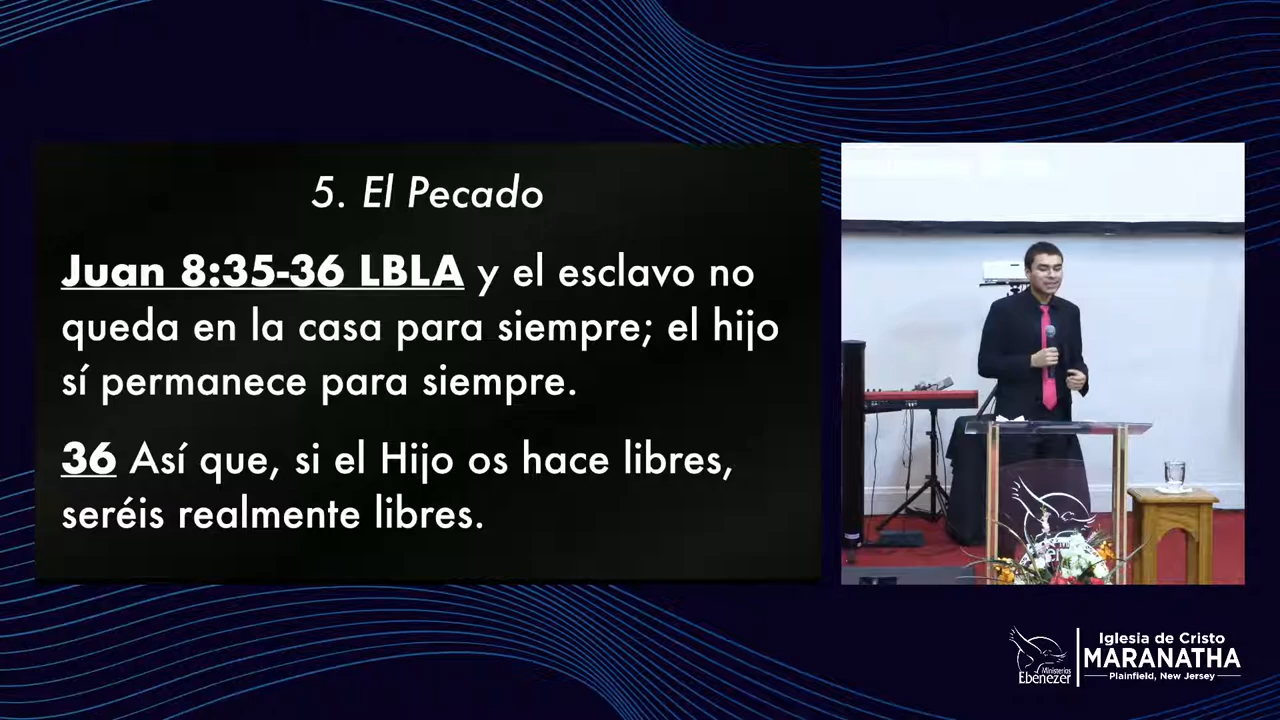 5. El Pecado
Juan 8:35-36 LBLA y el esclavo no
queda en la casa para siempre; el hijo
sí permanece para siempre.
36 Así que, si el Hijo os hace libres,
seréis realmente libres.
Ministerios
Ebenezer
Iglesia de Cristo
MARANATHA
Plainfield, New Jersey